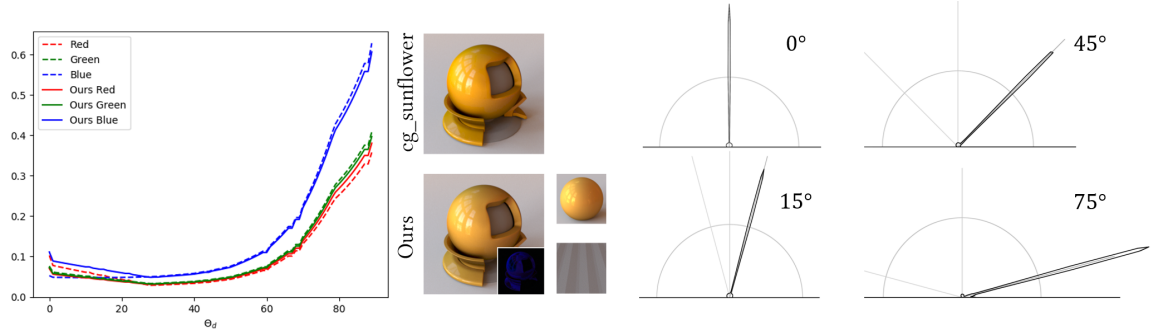 0.6
0.5
0.4
0.3
0.2
0.1
0.0
0
20
40
60
80
Θd
Red
Green
Blue
Ours Red
Ours Green
Ours Blue
cg_sunflower
Ours
0°
45°
15°
75°